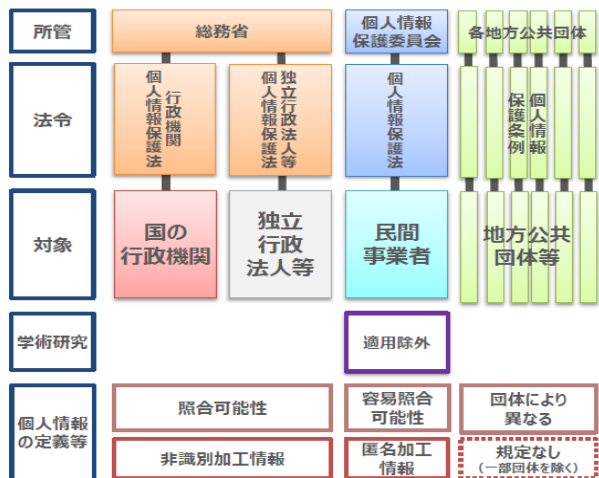 所管
総務省
個人情報
保護委員会
各地方公共団体
法令
行政機関
個人情報保護法
独立行政法人等
個人情報保護法
個人情報保護法
個人情報
保護条例
対象
国の
行政機関
独立
行政
法人等
民間
事業者
地方公共
団体等
学術研究
適用除外
個人情報
の定義等
照合可能性
容易照合
可能性
団体により
異なる
非識別加工情報
匿名加工
情報
規定なし
(一部団体を除く)